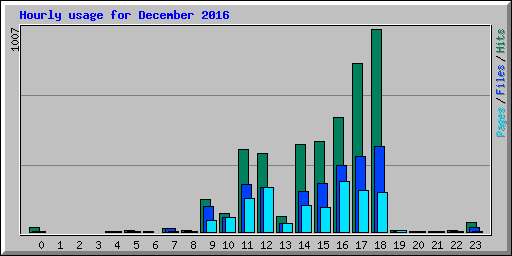 Hourly usage for December 2016
1007
Pages/Files/Hits
0 1 2 3 4 5 6 7 8 9 10 11 12 13 14 15 16 17 18 19 20 21 22 23